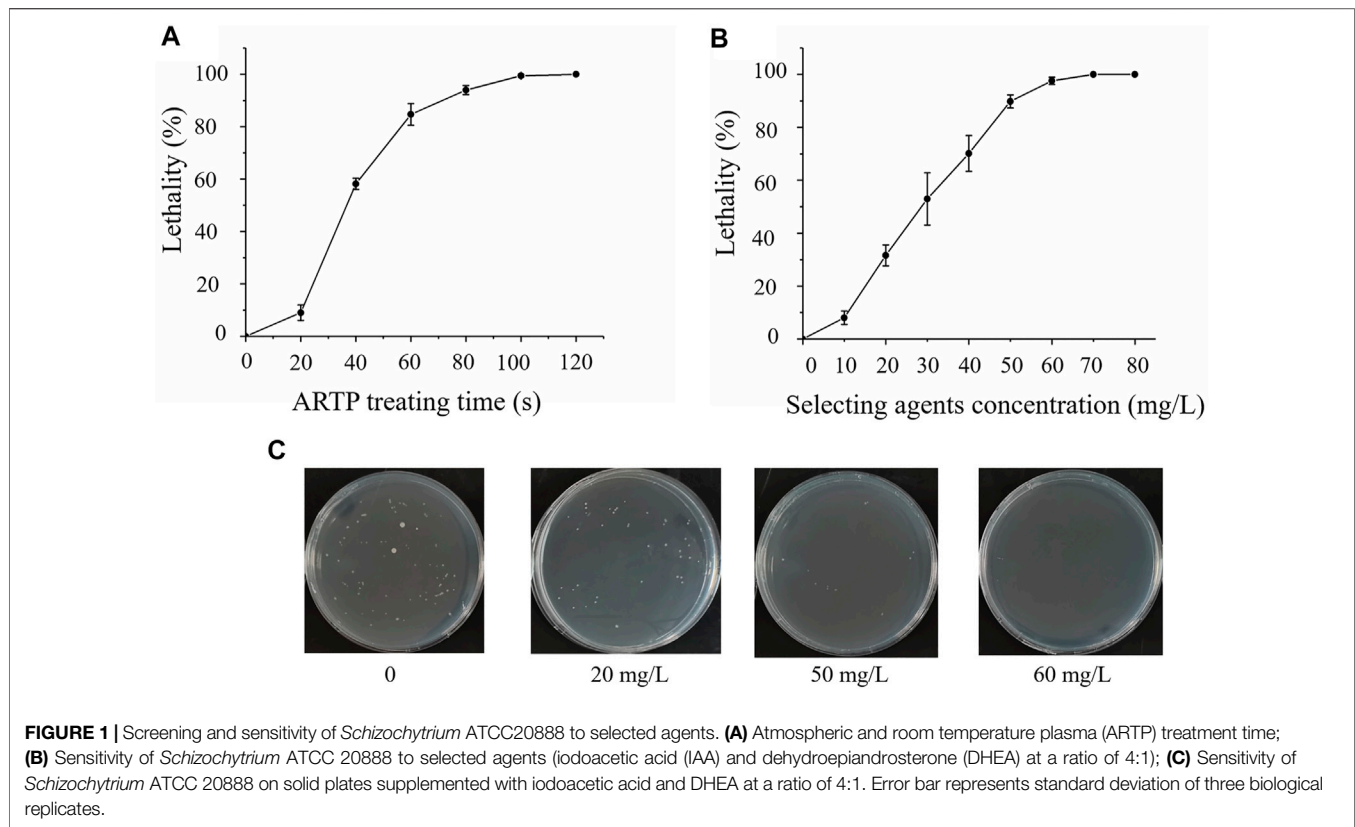 A
B
100
80
60
40
20
0
Lethality (%)
0 20 40 60 80 100 120
ARTP treating time (s)
100
80
60
40
20
0
Lethality (%)
0 10 20 30 40 50 60 70 80
Selecting agents concentration (mg/L)
C
0 20 mg/L 50 mg/L 60 mg/L
FIGURE 1 | Screening and sensitivity of Schizochytrium ATCC20888 to selected agents. (A) Atmospheric and room temperature plasma (ARTP) treatment time;
(B) Sensitivity of Schizochytrium ATCC 20888 to selected agents (iodoacetic acid (IAA) and dehydroepiandrosterone (DHEA) at a ratio of 4:1); (C) Sensitivity of
Schizochytrium ATCC 20888 on solid plates supplemented with iodoacetic acid and DHEA at a ratio of 4:1. Error bar represents standard deviation of three biological
replicates.